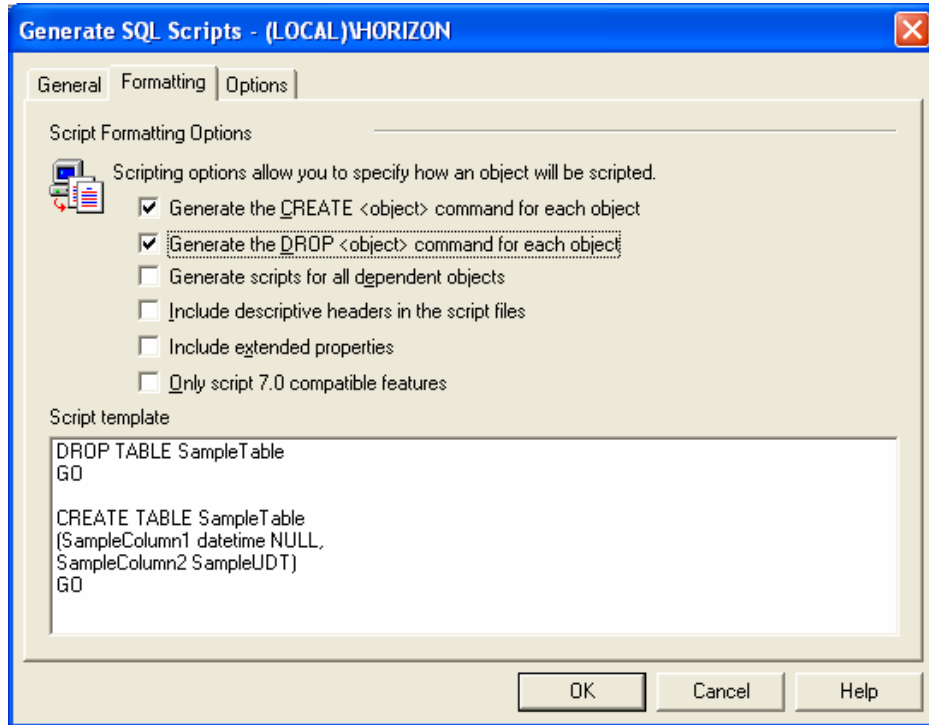 Generate SQL Scripts - (LOCAL)\HORIZON
General Formatting Options
Script Formatting Options
Scripting options allow you to specify how an object will be scripted.
Generate the CREATE <object> command for each object
Generate the DROP <object> command for each object
Generate scripts for all dependent objects
Include descriptive headers in the script files
Include extended properties
Only script 7.0 compatible features
Script template
DROP TABLE SampleTable
GO
CREATE TABLE SampleTable
(SampleColumn1 datetime NULL,
SampleColumn2 SampleUDT)
GO
OK Cancel Help